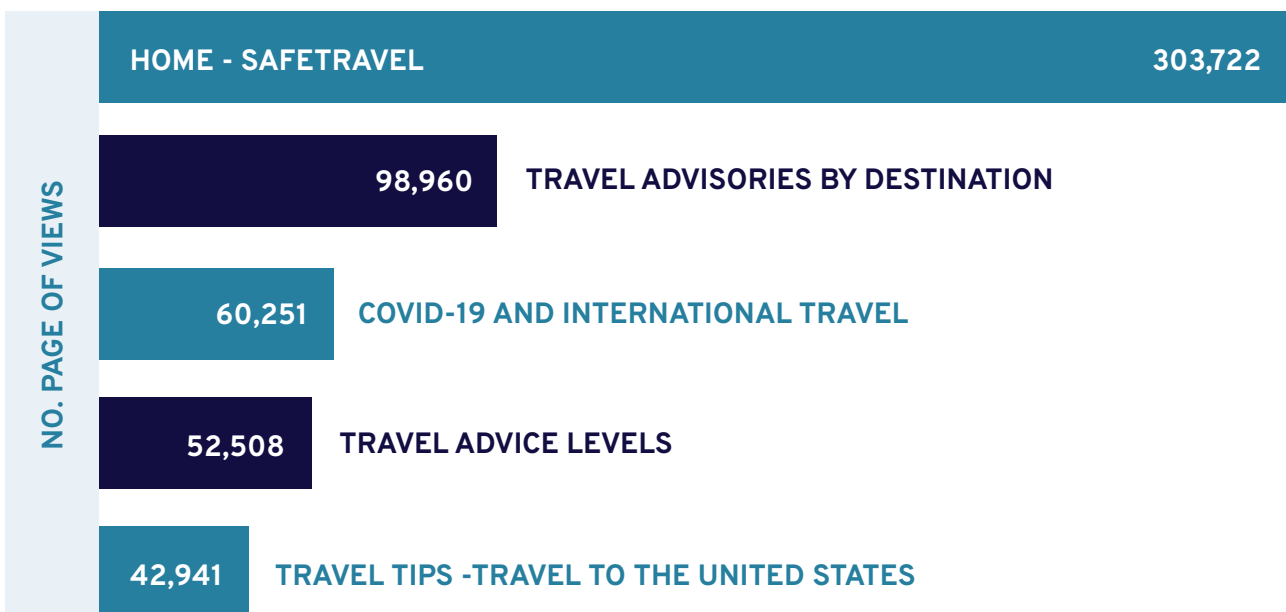 NO. PAGE OF VIEWS
HOME - SAFETRAVEL 303,722
98,960 TRAVEL ADVISORIES BY DESTINATION
60,251 COVID-19 AND INTERNATIONAL TRAVEL
52,508 TRAVEL ADVICE LEVELS
42,941 TRAVEL TIPS -TRAVEL TO THE UNITED STATES